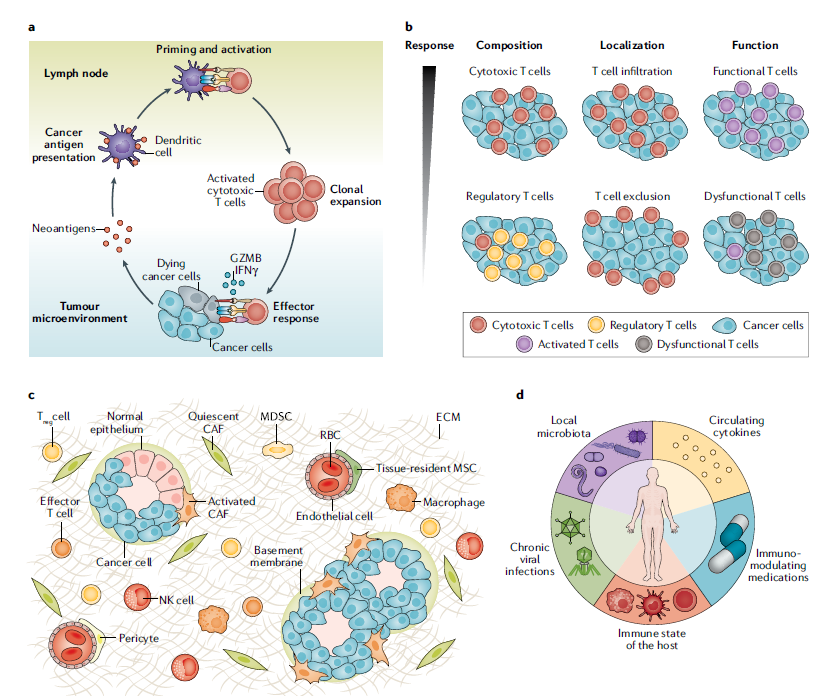 a
Priming and activation
Lymph node
Cancer
antigen
presentation
Dendritic
cell
Activated
cytotoxic
T cells
Clonal
expansion
Neoantigens
Dying
cancer cells
GZMB
IFNγ
Tumour
microenvironment
Effector
response
Cancer cells
b
Response
Composition
Localization
Function
Cytotoxic T cells
T cell infiltration
Functional T cells
Regulatory T cells
T cell exclusion
Dysfunctional T cells
Cytotoxic T cells
Regulatory T cells
Cancer cells
Activated T cells
Dysfunctional T cells
c
Tneg cell
Normal
epithelium
Quiescent
CAF
MDSC
ECM
RBC
Tissue-resident MSC
Effector
T cell
Activated
CAF
Macrophage
Endothelial cell
Cancer cell
Basement
membrane
NK cell
Pericyte
d
Local
microbiota
Circulating
cytokines
Chronic
viral
infections
Immuno-
modulating
medications
Immune state
of the host